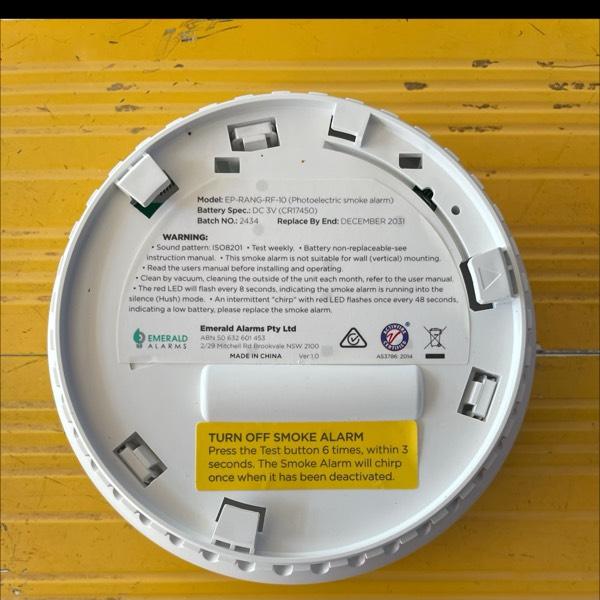 Model: EP-RANG-RF-10 (Photoelectric smoke alarm)
Battery Spec.: DC 3V (CR17450)
Batch NO.: 2434 Replace By End: DECEMBER 2031
WARNING:
• Sound pattern: ISO8201 • Test weekly. • Battery non-replaceable-see
instruction manual. • This smoke alarm is not suitable for wall (vertical) mounting.
• Read the users manual before installing and operating.
• Clean by vacuum, cleaning the outside of the unit each month, refer to the user manual.
• The red LED will flash every 8 seconds, indicating the smoke alarm is running into the
silence (Hush) mode. • An intermittent "chirp" with red LED flashes once every 48 seconds,
indicating a low battery, please replace the smoke alarm.
EMERALD
ALARMS
Emerald Alarms Pty Ltd
ABN 50 632 601 453
2/29 Mitchell Rd Brookvale NSW 2100
MADE IN CHINA Ver 1.0
AS3786: 2014
TURN OFF SMOKE ALARM
Press the Test button 6 times, within 3
seconds. The Smoke Alarm will chirp
once when it has been deactivated.